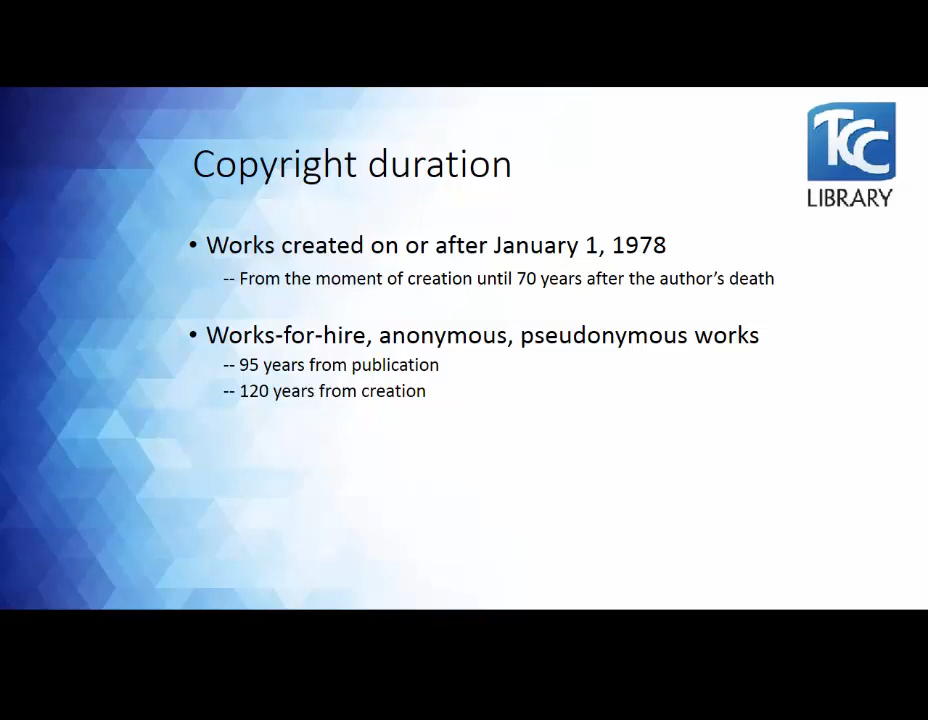 TCC
LIBRARY
Copyright duration
• Works created on or after January 1, 1978
-- From the moment of creation until 70 years after the author’s death
• Works-for-hire, anonymous, pseudonymous works
-- 95 years from publication
-- 120 years from creation